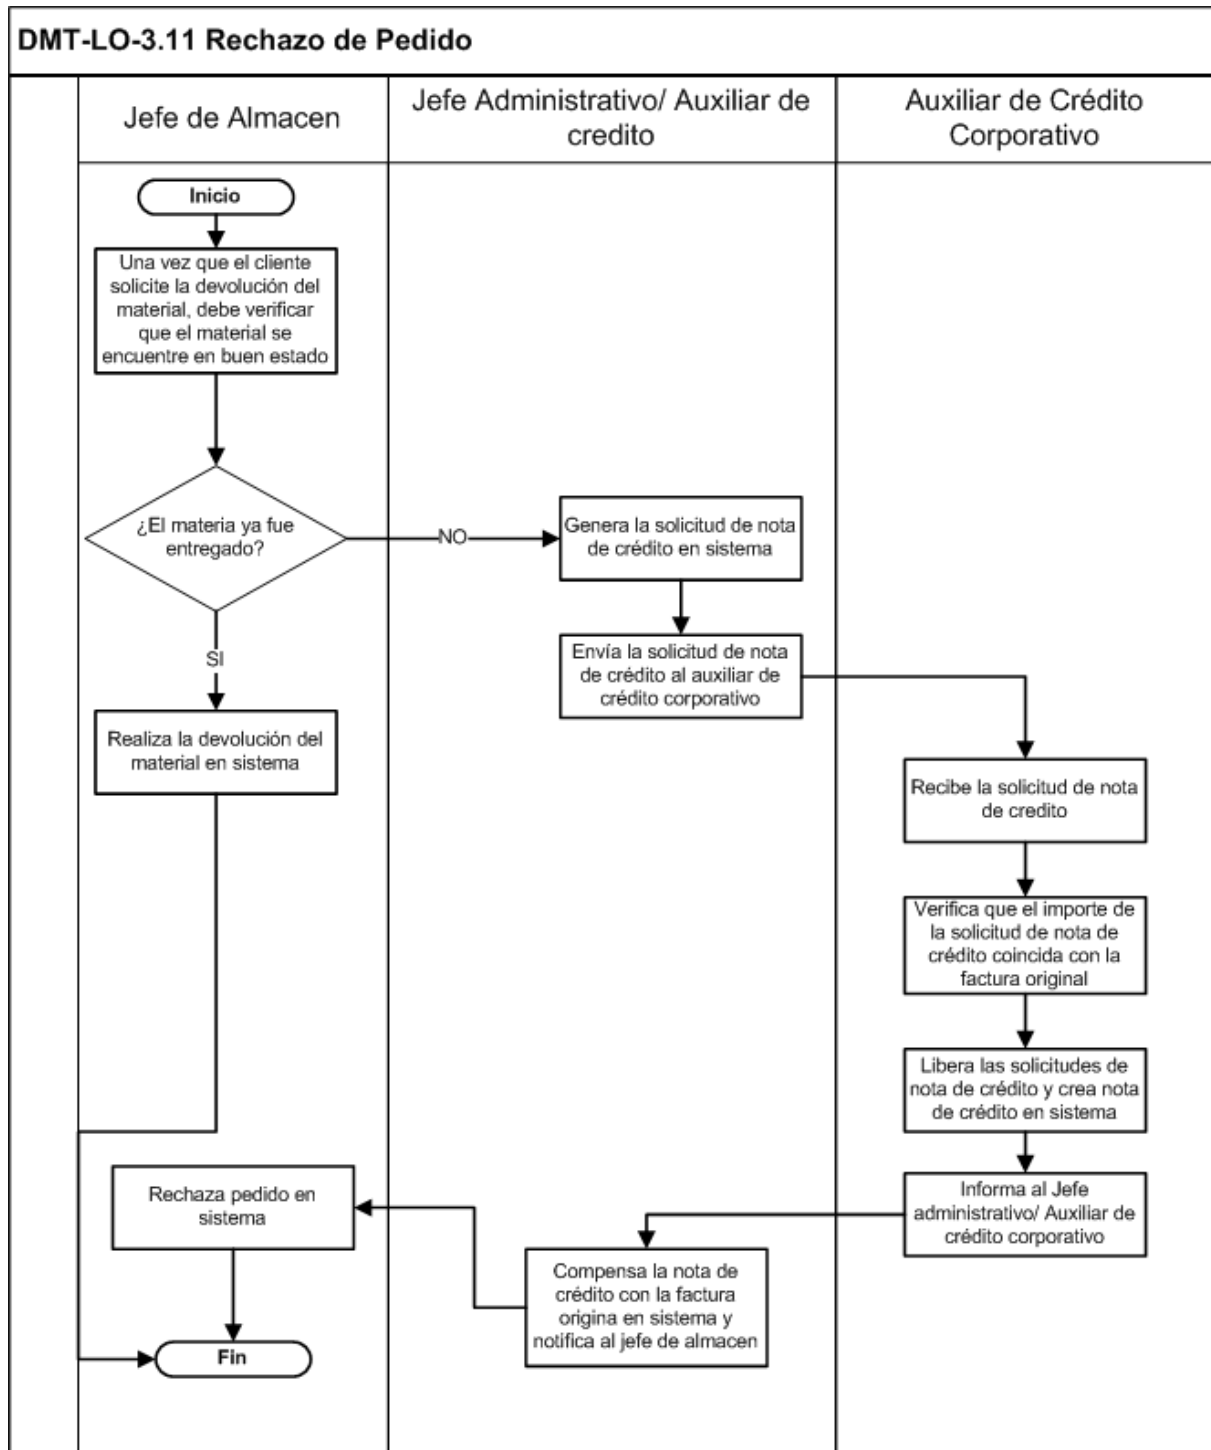 DMT-LO-3.11 Rechazo de Pedido
Jefe de Almacen
Jefe Administrativo/ Auxiliar de
credito
Auxiliar de Crédito
Corporativo
Inicio
Una vez que el cliente
solicite la devolución del
material, debe verificar
que el material se
encuentre en buen estado
¿El materia ya fue
entregado?
NO
Genera la solicitud de nota
de crédito en sistema
Envía la solicitud de nota
de crédito al auxiliar de
crédito corporativo
SI
Realiza la devolución del
material en sistema
Recibe la solicitud de nota
de credito
Verifica que el importe de
la solicitud de nota de
crédito coincida con la
factura original
Libera las solicitudes de
nota de crédito y crea nota
de crédito en sistema
Informa al Jefe
administrativo/ Auxiliar de
crédito corporativo
Compensa la nota de
crédito con la factura
origina en sistema y
notifica al jefe de almacen
Rechaza pedido en
sistema
Fin